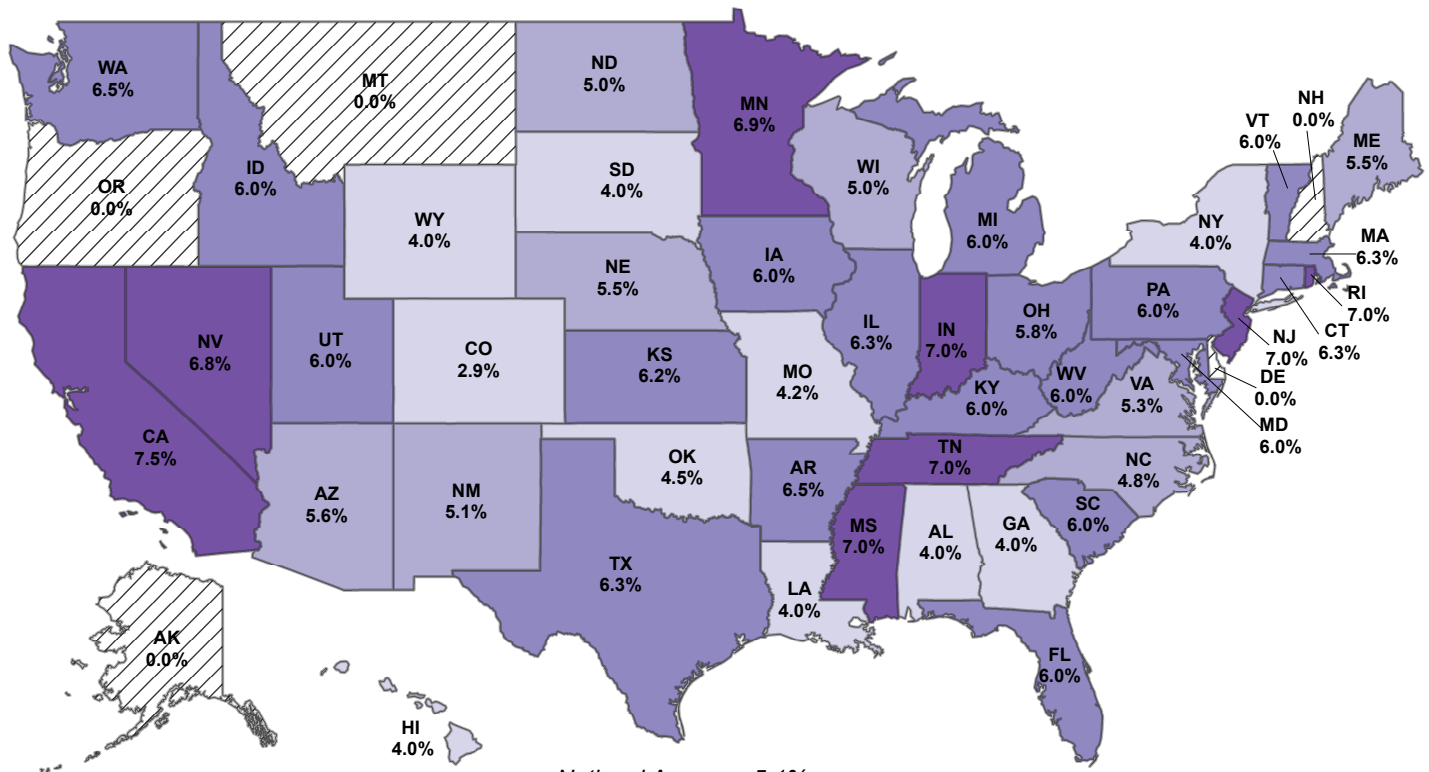 WA
6.5%
MT
0.0%
ND
5.0%
MN
6.9%
OR
0.0%
ID
6.0%
WY
4.0%
SD
4.0%
WI
5.0%
MI
6.0%
VT
6.0%
NH
0.0%
ME
5.5%
NY
4.0%
MA
6.3%
RI
7.0%
CT
6.3%
NJ
7.0%
DE
0.0%
MD
6.0%
NV
6.8%
UT
6.0%
CO
2.9%
NE
5.5%
IA
6.0%
KS
6.2%
MO
4.2%
IL
6.3%
IN
7.0%
OH
5.8%
PA
6.0%
WV
6.0%
VA
5.3%
KY
6.0%
CA
7.5%
AZ
5.6%
NM
5.1%
OK
4.5%
AR
6.5%
TN
7.0%
NC
4.8%
SC
6.0%
MS
7.0%
AL
4.0%
GA
4.0%
TX
6.3%
LA
4.0%
FL
6.0%
AK
0.0%
HI
4.0%